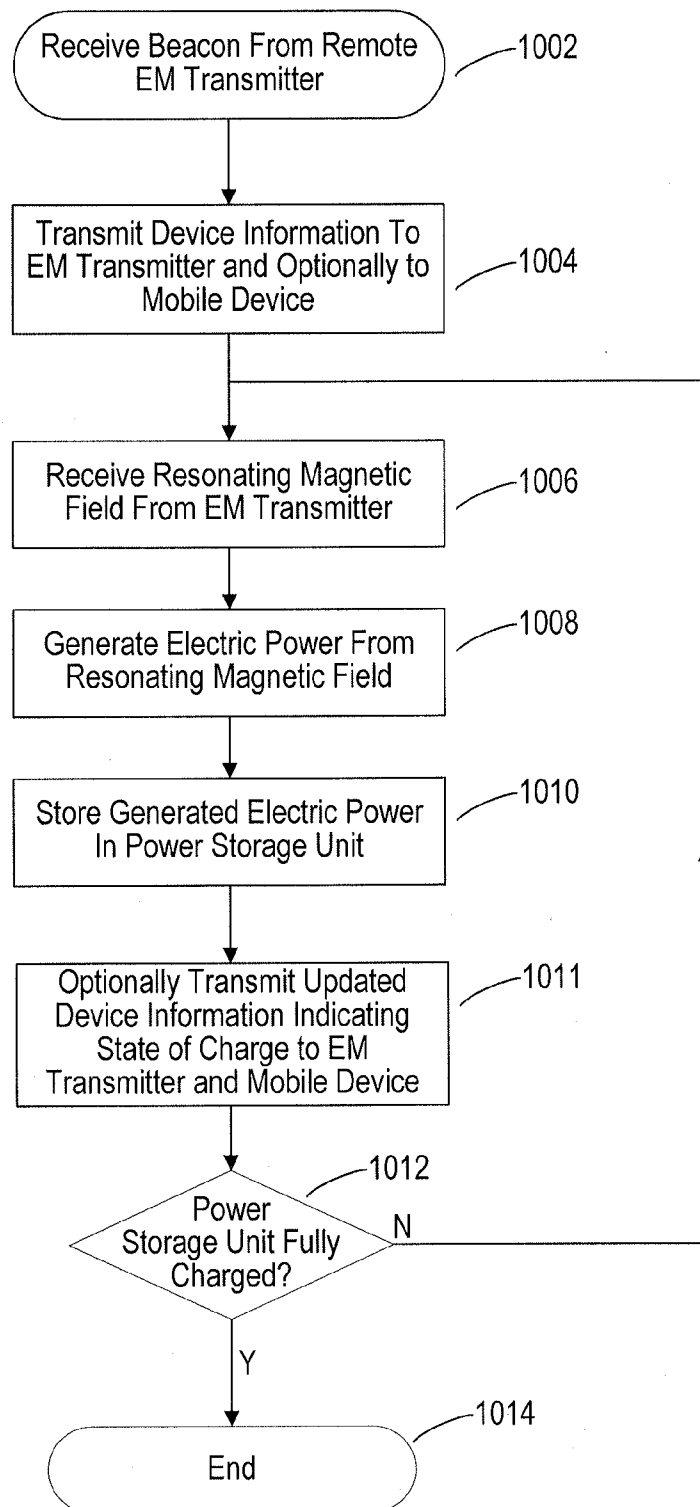 Receive Beacon From Remote
EM Transmitter
1002
Transmit Device Information To
EM Transmitter and Optionally to
Mobile Device
1004
Receive Resonating Magnetic
Field From EM Transmitter
1006
Generate Electric Power From
Resonating Magnetic Field
1008
Store Generated Electric Power
In Power Storage Unit
1010
Optionally Transmit Updated
Device Information Indicating
State of Charge to EM
Transmitter and Mobile Device
1011
Power
Storage Unit Fully
Charged?
1012
N
Y
End
1014